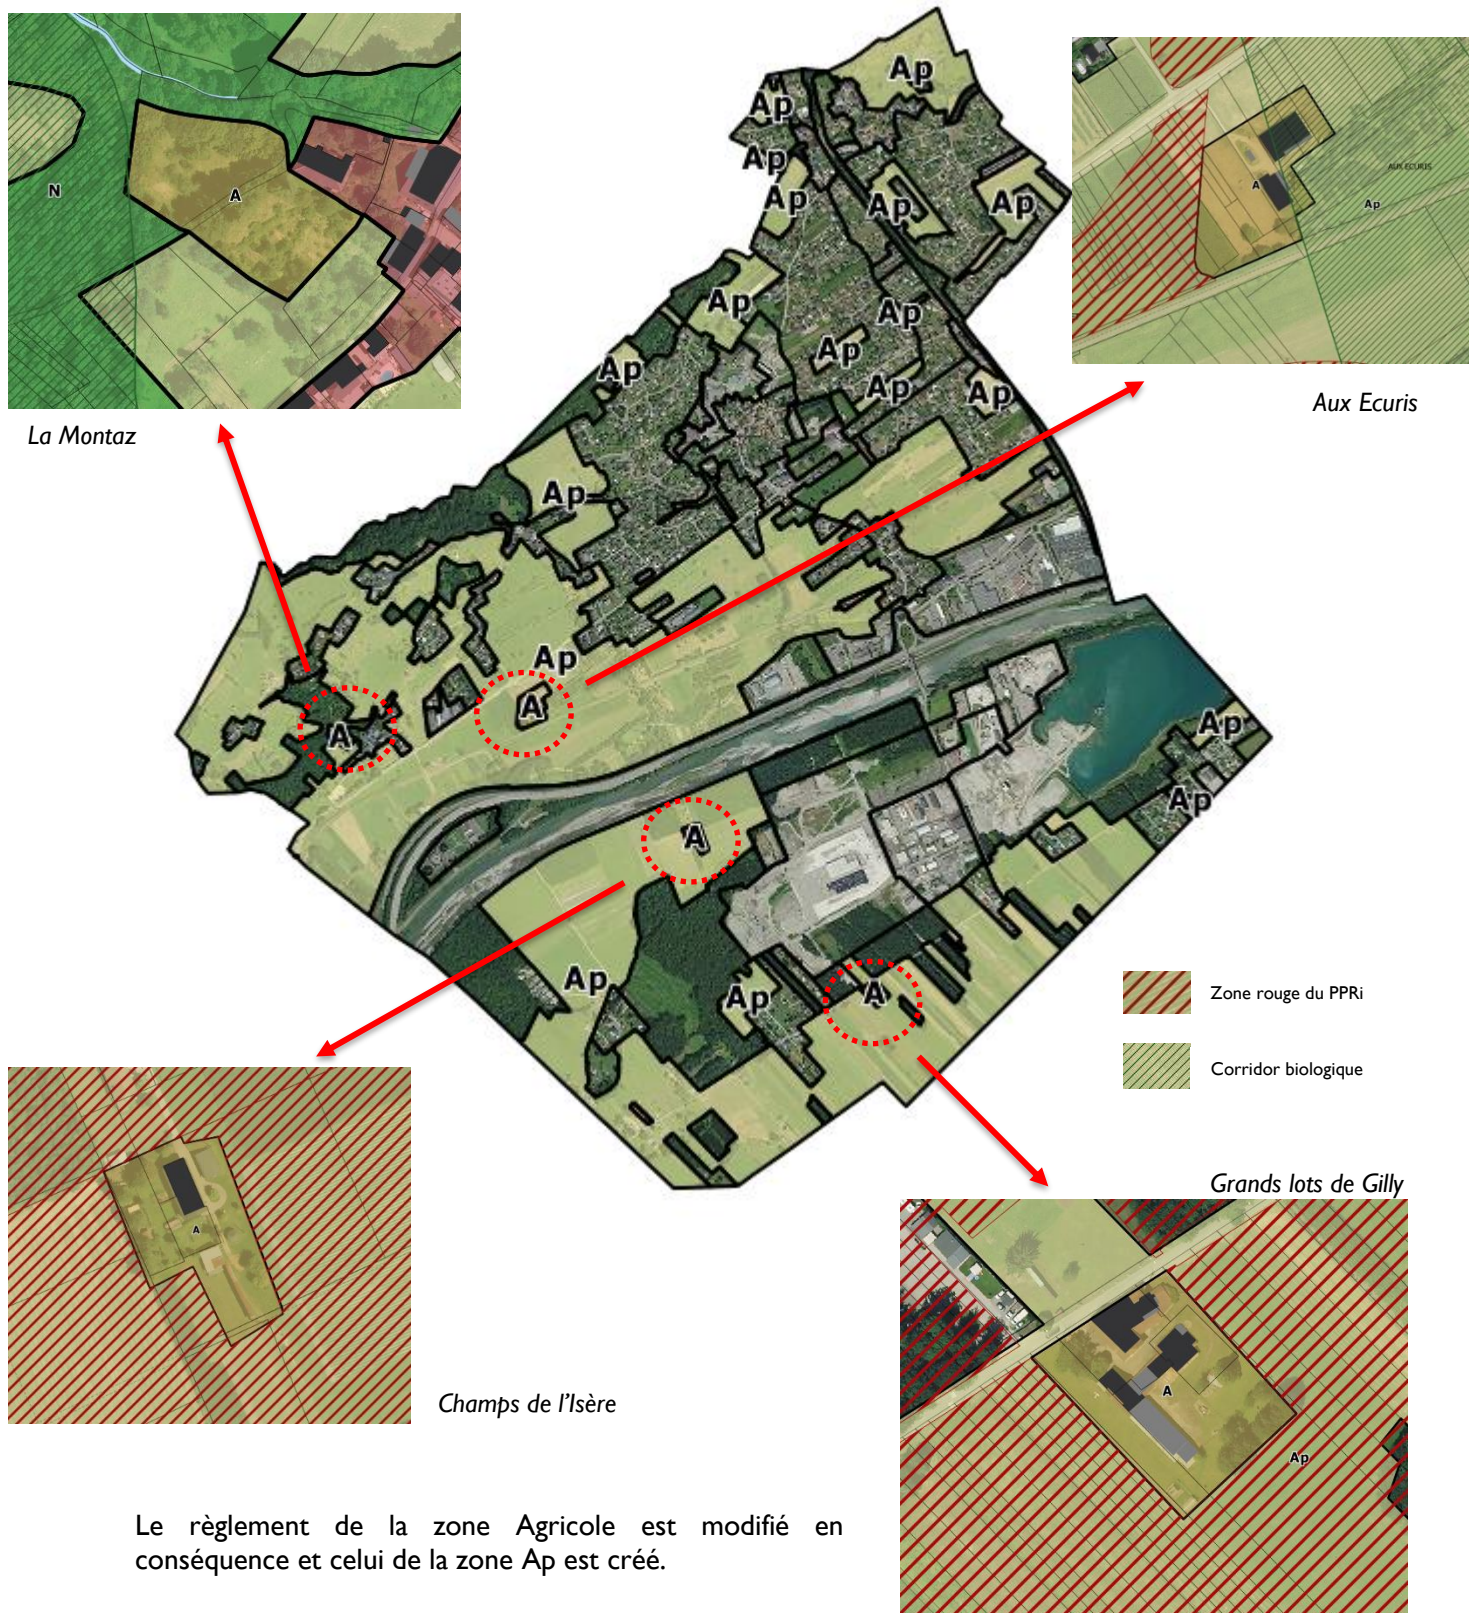 Ap
Ap
Ap
Ap
Ap
Ap
N
A
A
AUX ECURIS
Ap
La Montaz
Aux Ecuris
Ap
Ap
Ap
Ap
Ap
Ap
Ap
Ap
Ap
A
A
Ap
Ap
A
Ap
Ap
A
Zone rouge du PPRi
Corridor biologique
Grands lots de Gilly
A
A
Ap
Champs de l'Isère
Le règlement de la zone Agricole est modifié en
conséquence et celui de la zone Ap est créé.